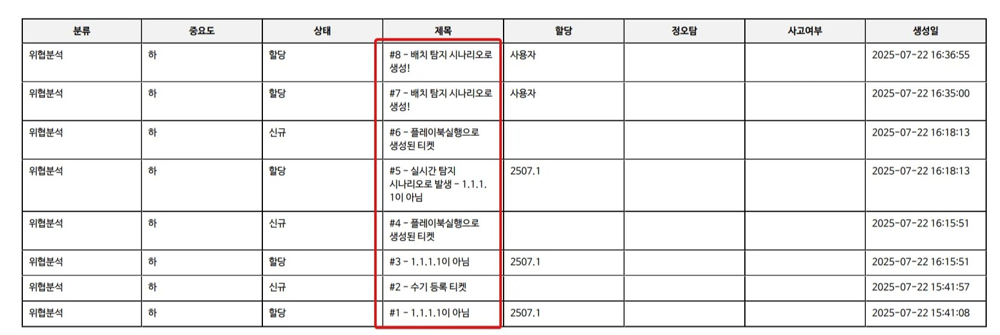 분류 중요도 상태 제목 할당 정오탐 사고여부 생성일
위협분석 하 할당 #8 - 배치 탐지 시나리오로 사용자 2025-07-22 16:36:55
생성!
위협분석 하 할당 #7 - 배치 탐지 시나리오로 사용자 2025-07-22 16:35:00
생성!
위협분석 하 신규 #6 - 플레이북실행으로 2025-07-22 16:18:13
생성된 티켓
위협분석 하 할당 #5 - 실시간 탐지 2507.1 2025-07-22 16:18:13
시나리오로 발생 - 1.1.1.
1이 아님
위협분석 하 신규 #4 - 플레이북실행으로 2025-07-22 16:15:51
생성된 티켓
위협분석 하 할당 #3 - 1.1.1.1이 아님 2507.1 2025-07-22 16:15:51
위협분석 하 신규 #2 - 수기 등록 티켓 2025-07-22 15:41:57
위협분석 하 할당 #1 - 1.1.1.1이 아님 2507.1 2025-07-22 15:41:08